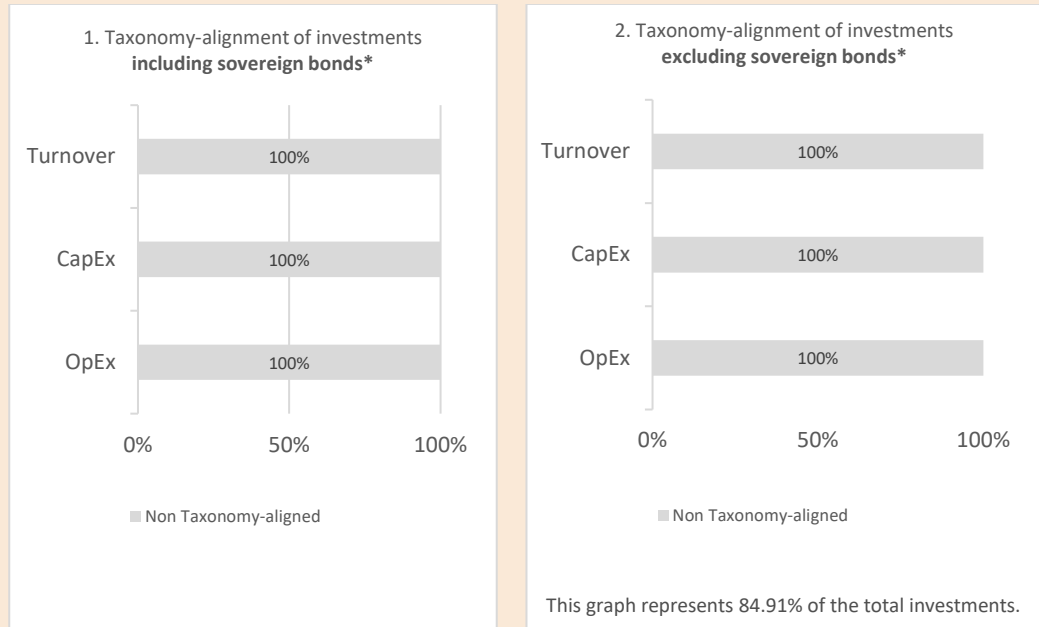 1. Taxonomy-alignment of investments
including sovereign bonds*
Turnover
100%
CapEx
100%
OpEx
100%
0%
50%
100%
Non Taxonomy-aligned
2. Taxonomy-alignment of investments
excluding sovereign bonds*
Turnover
100%
CapEx
100%
OpEx
100%
0%
50%
100%
Non Taxonomy-aligned
This graph represents 84.91% of the total investments.